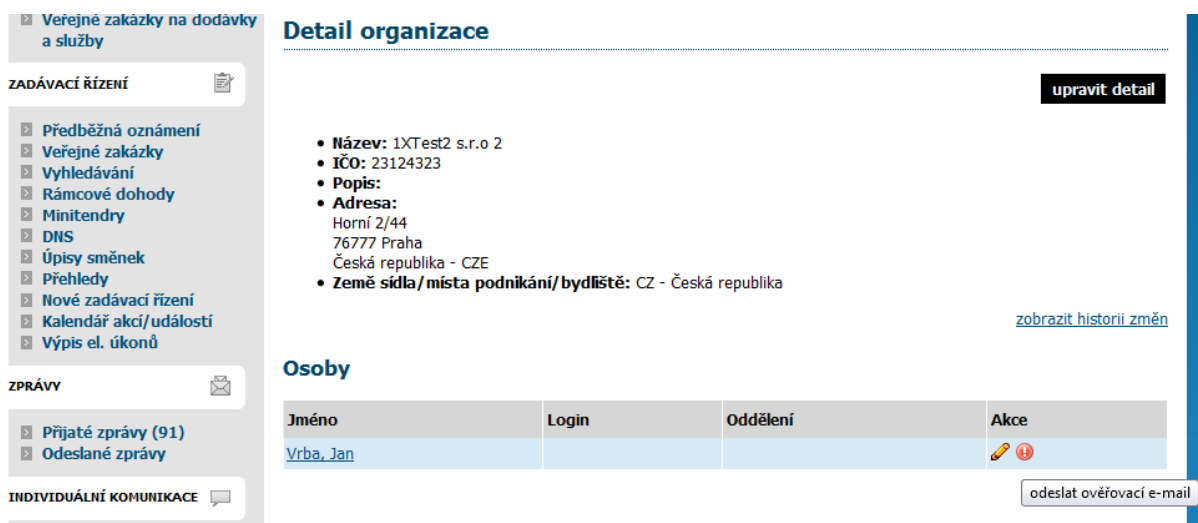 Veřejné zakázky na dodávky
a služby
ZADÁVACÍ ŘÍZENÍ
Předběžná oznámení
Veřejné zakázky
Vyhledávání
Rámcové dohody
Minitendry
DNS
Úpisy směnek
Přehledy
Nové zadávací řízení
Kalendář akcí/událostí
Výpis el. úkonů
ZPRÁVY
Přijaté zprávy (91)
Odeslané zprávy
INDIVIDUÁLNÍ KOMUNIKACE
Detail organizace
upravit detail
Název: 1XTest2 s.r.o 2
IČO: 23124323
Popis:
Adresa:
Horní 2/44
76777 Praha
Česká republika - CZE
Země sídla/místa podnikání/bydliště: CZ - Česká republika
zobrazit historii změn
Osoby
Jméno Login Oddělení Akce
Vrba, Jan
odeslat ověřovací e-mail